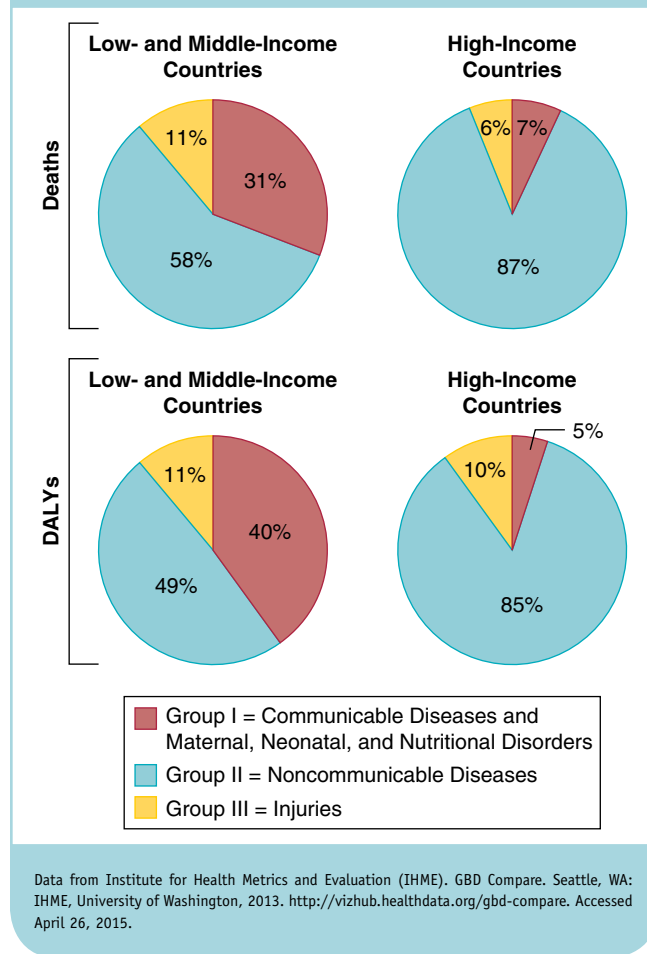 Deaths
Low- and Middle-Income
Countries
11%
31%
58%
High-Income
Countries
6%
7%
87%
DALYs
Low- and Middle-Income
Countries
11%
40%
49%
High-Income
Countries
5%
10%
85%
Group I = Communicable Diseases and
Maternal, Neonatal, and Nutritional Disorders
Group II = Noncommunicable Diseases
Group III = Injuries
Data from Institute for Health Metrics and Evaluation (IHME). GBD Compare. Seattle, WA:
IHME, University of Washington, 2013. http://vizhub.healthdata.org/gbd-compare. Accessed
April 26, 2015.